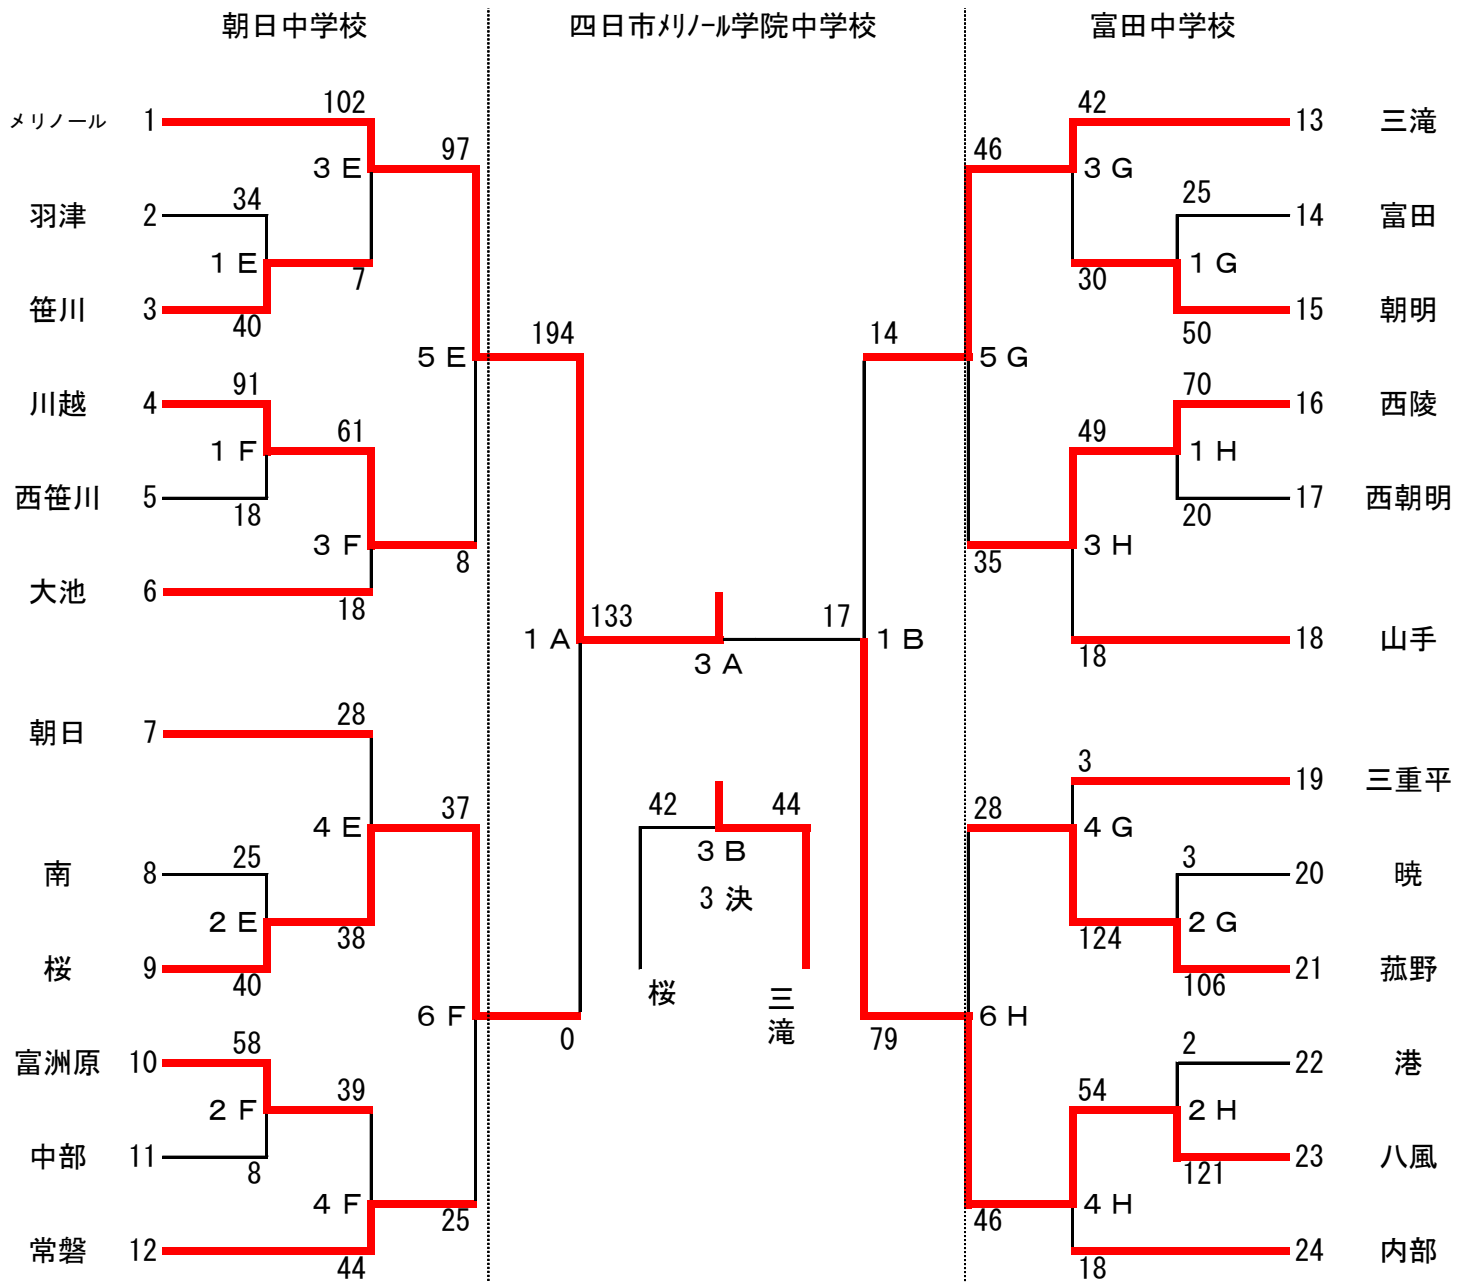 朝日中学校 四日市ﾒﾘﾉｰﾙ学院中学校 富田中学校
メリノール 1 102 42 13 三滝
97 46
3 E 3 G
羽津 2 34 25 14 富田
1 E 7 30 1 G
笹川 3 40 50 15 朝明
194 14
5 E 5 G
川越 4 91 70 16 西陵
61 49
1 F 1 H
西笹川 5 18 20 17 西朝明
3 F 8 35 3 H
大池 6 18
133 17
1 A 3 A 1 B 18 18 山手
朝日 7 28
3 19 三重平
37 42 44 28
4 E 3 B 4 G
南 8 25 3 20 暁
3 決
2 E 38 124 2 G
桜 9 40 106 21 菰野
桜 三滝
6 F 0 79 6 H
富洲原 10 58 2 22 港
39 54
2 F 2 H
中部 11 8 121 23 八風
4 F 25 46 4 H
常磐 12 44 18 24 内部